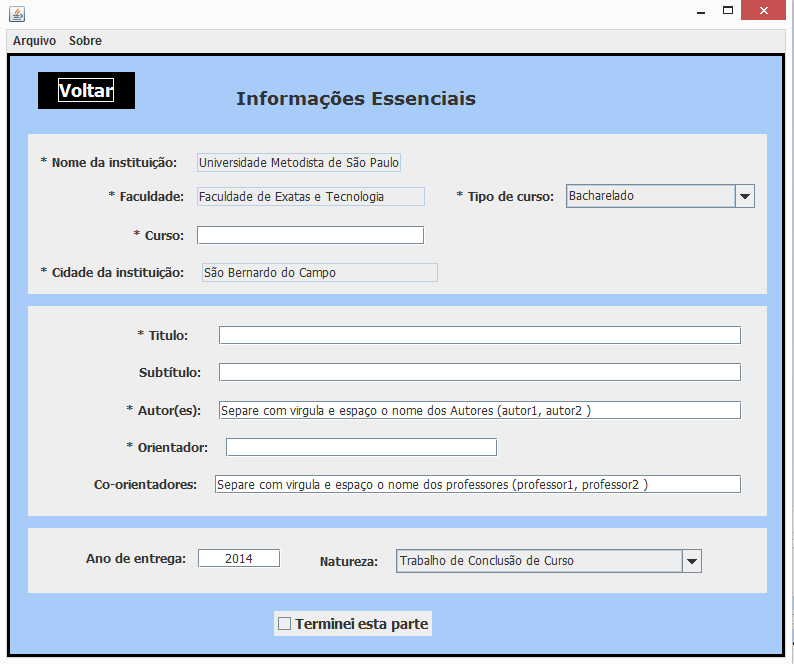 Arquivo Sobre
Voltar
Informações Essenciais
* Nome da instituição: Universidade Metodista de São Paulo
* Faculdade: Faculdade de Exatas e Tecnologia * Tipo de curso: Bacharelado
* Curso:
* Cidade da instituição: São Bernardo do Campo
* Titulo:
Subtítulo:
* Autor(es): Separe com virgula e espaço o nome dos Autores (autor1, autor2 )
* Orientador:
Co-orientadores: Separe com virgula e espaço o nome dos professores (professor1, professor2 )
Ano de entrega: 2014 Natureza: Trabalho de Conclusão de Curso
Terminei esta parte